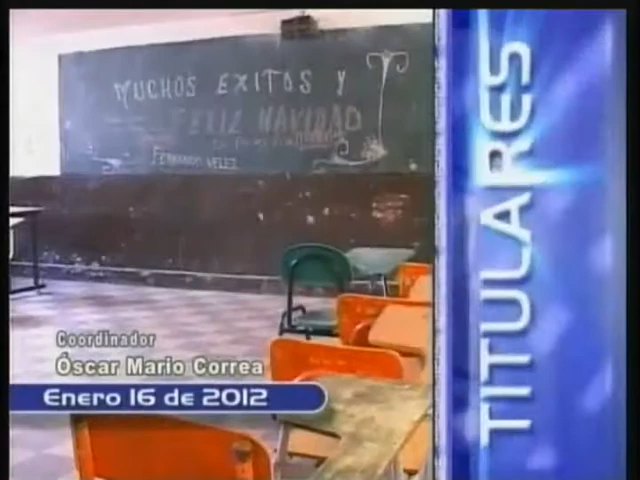 MUCHOS EXITOS Y
FELIZ NAVIDAD
FERNANDO VELEZ
Coordinador
Óscar Mario Correa
Enero 16 de 2012
TITULARES